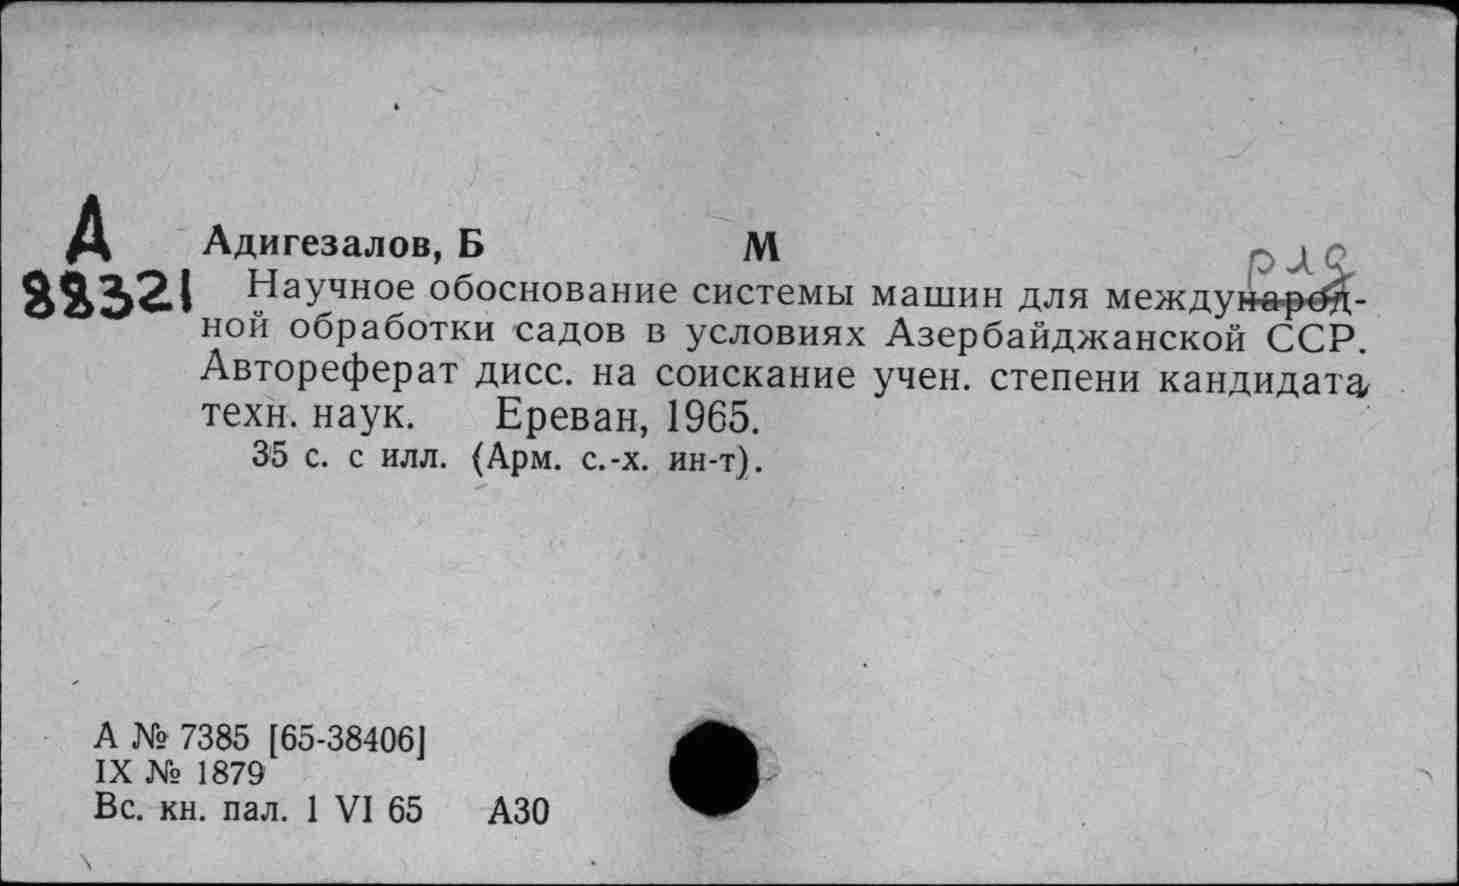 А
Адигезалов, Б М
88321 Научное обоснование системы машин для международ-
ной обработки садов в условиях Азербайджанской ССР.
Автореферат дисс. на соискание учен. степени кандидата
техн. наук. Ереван, 1965.
35 с. с илл. (Арм. с.-х. ин-т).
А № 7385 [65-38406]
IX № 1879
Вс. кн. пал. 1 VI 65 А30